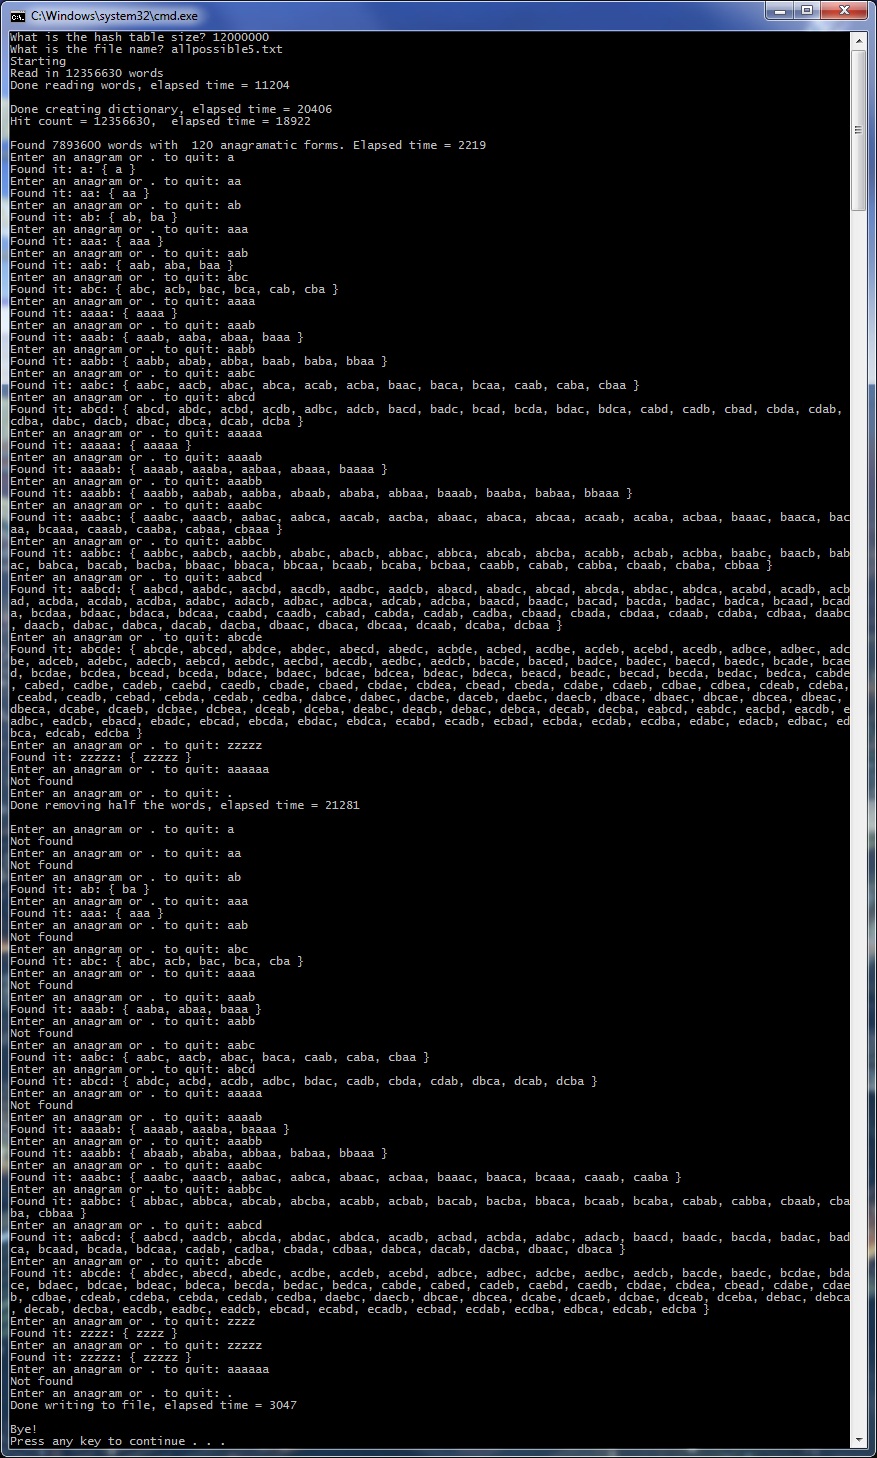 C:\Windows\system32\cmd.exe
What is the hash table size? 12000000
What is the file name? allpossible5.txt
Starting
Read in 12356630 words
Done reading words, elapsed time = 11204
Done creating dictionary, elapsed time = 20406
Hit count = 12356630,  elapsed time = 18922
Found 7893600 words with  120 anagramatic forms. Elapsed time = 2219
Enter an anagram or . to quit: a
Found it: a: { a }
Enter an anagram or . to quit: aa
Found it: aa: { aa }
Enter an anagram or . to quit: ab
Found it: ab: { ab, ba }
Enter an anagram or . to quit: aaa
Found it: aaa: { aaa }
Enter an anagram or . to quit: aab
Found it: aab: { aab, aba, baa }
Enter an anagram or . to quit: abc
Found it: abc: { abc, acb, bac, bca, cab, cba }
Enter an anagram or . to quit: aaaa
Found it: aaaa: { aaaa }
Enter an anagram or . to quit: aaab
Found it: aaab: { aaab, aaba, abaa, baaa }
Enter an anagram or . to quit: aabb
Found it: aabb: { aabb, abab, abba, baab, baba, bbaa }
Enter an anagram or . to quit: aabc
Found it: aabc: { aabc, aacb, abac, abca, acab, acba, baac, baca, bcaa, caab, caba, cbaa }
Enter an anagram or . to quit: abcd
Found it: abcd: { abcd, abdc, acbd, acdb, adbc, adcb, bacd, badc, bcad, bcda, bdac, bdca, cabd, cadb, cbad, cbda, cdab,
cdba, dabc, dacb, dbac, dbca, dcab, dcba }
Enter an anagram or . to quit: aaaaa
Found it: aaaaa: { aaaaa }
Enter an anagram or . to quit: aaaab
Found it: aaaab: { aaaab, aaaba, aabaa, abaaa, baaaa }
Enter an anagram or . to quit: aaabb
Found it: aaabb: { aaabb, aabab, aabba, abaab, ababa, abbaa, baaab, baaba, babaa, bbaaa }
Enter an anagram or . to quit: aaabc
Found it: aaabc: { aaabc, aaacb, aabac, aabca, aacab, aacba, abaac, abaca, abcaa, acaab, acaba, acbaa, baaac, baaca, bac
aa, bcaaa, caaab, caaba, cabaa, cbaaa }
Enter an anagram or . to quit: aabbc
Found it: aabbc: { aabbc, aabcb, aacbb, ababc, abacb, abbac, abbca, abcab, abcba, acabb, acbab, acbba, baabc, baacb, bab
ac, babca, bacab, bacba, bbaac, bbaca, bbcaa, bcaab, bcaba, bcbaa, caabb, cabab, cabba, cbaab, cbaba, cbbaa }
Enter an anagram or . to quit: aabcd
Found it: aabcd: { aabcd, aabdc, aacbd, aacdb, aadbc, aadcb, abacd, abadc, abcad, abcda, abdac, abdca, acabd, acadb, acb
ad, acbda, acdab, acdba, adabc, adacb, adbac, adbca, adcab, adcba, baacd, baadc, bacad, bacda, badac, badca, bcaad, bcad
a, bcdaa, bdaac, bdaca, bdcaa, caabd, caadb, cabad, cabda, cadab, cadba, cbaad, cbada, cbdaa, cdaab, cdaba, cdbaa, daabc
, daacb, dabac, dabca, dacab, dacba, dbaac, dbaca, dbcaa, dcaab, dcaba, dcbaa }
Enter an anagram or . to quit: abcde
Found it: abcde: { abcde, abced, abdce, abdec, abecd, abedc, acbde, acbed, acdbe, acdeb, acebd, acedb, adbce, adbec, adc
be, adceb, adebc, adecb, aebcd, aebdc, aecbd, aecdb, aedbc, aedcb, bacde, baced, badce, badec, baecd, baedc, bcade, bcae
d, bcdae, bcdea, bcead, bceda, bdace, bdaec, bdcae, bdcea, bdeac, bdeca, beacd, beadc, becad, becda, bedac, bedca, cabde
, cabed, cadbe, cadeb, caebd, caedb, cbade, cbaed, cbdae, cbdea, cbead, cbeda, cdabe, cdaeb, cdbae, cdbea, cdeab, cdeba,
 ceabd, ceadb, cebad, cebda, cedab, cedba, dabce, dabec, dacbe, daceb, daebc, daecb, dbace, dbaec, dbcae, dbcea, dbeac,
dbeca, dcabe, dcaeb, dcbae, dcbea, dceab, dceba, deabc, deacb, debac, debca, decab, decba, eabcd, eabdc, eacbd, eacdb, e
adbc, eadcb, ebacd, ebadc, ebcad, ebcda, ebdac, ebdca, ecabd, ecadb, ecbad, ecbda, ecdab, ecdba, edabc, edacb, edbac, ed
bca, edcab, edcba }
Enter an anagram or . to quit: zzzzz
Found it: zzzzz: { zzzzz }
Enter an anagram or . to quit: aaaaaa
Not found
Enter an anagram or . to quit: .
Done removing half the words, elapsed time = 21281
Enter an anagram or . to quit: a
Not found
Enter an anagram or . to quit: aa
Not found
Enter an anagram or . to quit: ab
Found it: ab: { ba }
Enter an anagram or . to quit: aaa
Found it: aaa: { aaa }
Enter an anagram or . to quit: aab
Not found
Enter an anagram or . to quit: abc
Found it: abc: { abc, acb, bac, bca, cba }
Enter an anagram or . to quit: aaaa
Not found
Enter an anagram or . to quit: aaab
Found it: aaab: { aaba, abaa, baaa }
Enter an anagram or . to quit: aabb
Not found
Enter an anagram or . to quit: aabc
Found it: aabc: { aabc, aacb, abac, baca, caab, caba, cbaa }
Enter an anagram or . to quit: abcd
Found it: abcd: { abdc, acbd, acdb, adbc, bdac, cadb, cbda, cdab, dbca, dcab, dcba }
Enter an anagram or . to quit: aaaaa
Not found
Enter an anagram or . to quit: aaaab
Found it: aaaab: { aaaab, aaaba, baaaa }
Enter an anagram or . to quit: aaabb
Found it: aaabb: { abaab, ababa, abbaa, babaa, bbaaa }
Enter an anagram or . to quit: aaabc
Found it: aaabc: { aaabc, aaacb, aabac, aabca, abaac, acbaa, baaac, baaca, bcaaa, caaab, caaba }
Enter an anagram or . to quit: aabbc
Found it: aabbc: { abbac, abbca, abcab, abcba, acabb, acbab, bacab, bacba, bbaca, bcaab, bcaba, cabab, cabba, cbaab, cba
ba, cbbaa }
Enter an anagram or . to quit: aabcd
Found it: aabcd: { aabcd, aadcb, abcda, abdac, abdca, acadb, acbad, acbda, adabc, adacb, baacd, baadc, bacda, badac, bad
ca, bcaad, bcada, bdcaa, cadab, cadba, cbada, cdbaa, dabca, dacab, dacba, dbaac, dbaca }
Enter an anagram or . to quit: abcde
Found it: abcde: { abdec, abecd, abedc, acdbe, acdeb, acebd, adbce, adbec, adcbe, aedbc, aedcb, bacde, baedc, bcdae, bda
ce, bdaec, bdcae, bdeac, bdeca, becda, bedac, bedca, cabde, cabed, cadeb, caebd, caedb, cbdae, cbdea, cbead, cdabe, cdae
b, cdbae, cdeab, cdeba, cebda, cedab, cedba, daebc, daecb, dbcae, dbcea, dcabe, dcaeb, dcbae, dceab, dceba, debac, debca
, decab, decba, eacdb, eadbc, eadcb, ebcad, ecabd, ecadb, ecbad, ecdab, ecdba, edbca, edcab, edcba }
Enter an anagram or . to quit: zzzz
Found it: zzzz: { zzzz }
Enter an anagram or . to quit: zzzzz
Found it: zzzzz: { zzzzz }
Enter an anagram or . to quit: aaaaaa
Not found
Enter an anagram or . to quit: .
Done writing to file, elapsed time = 3047
Bye!
Press any key to continue . . .